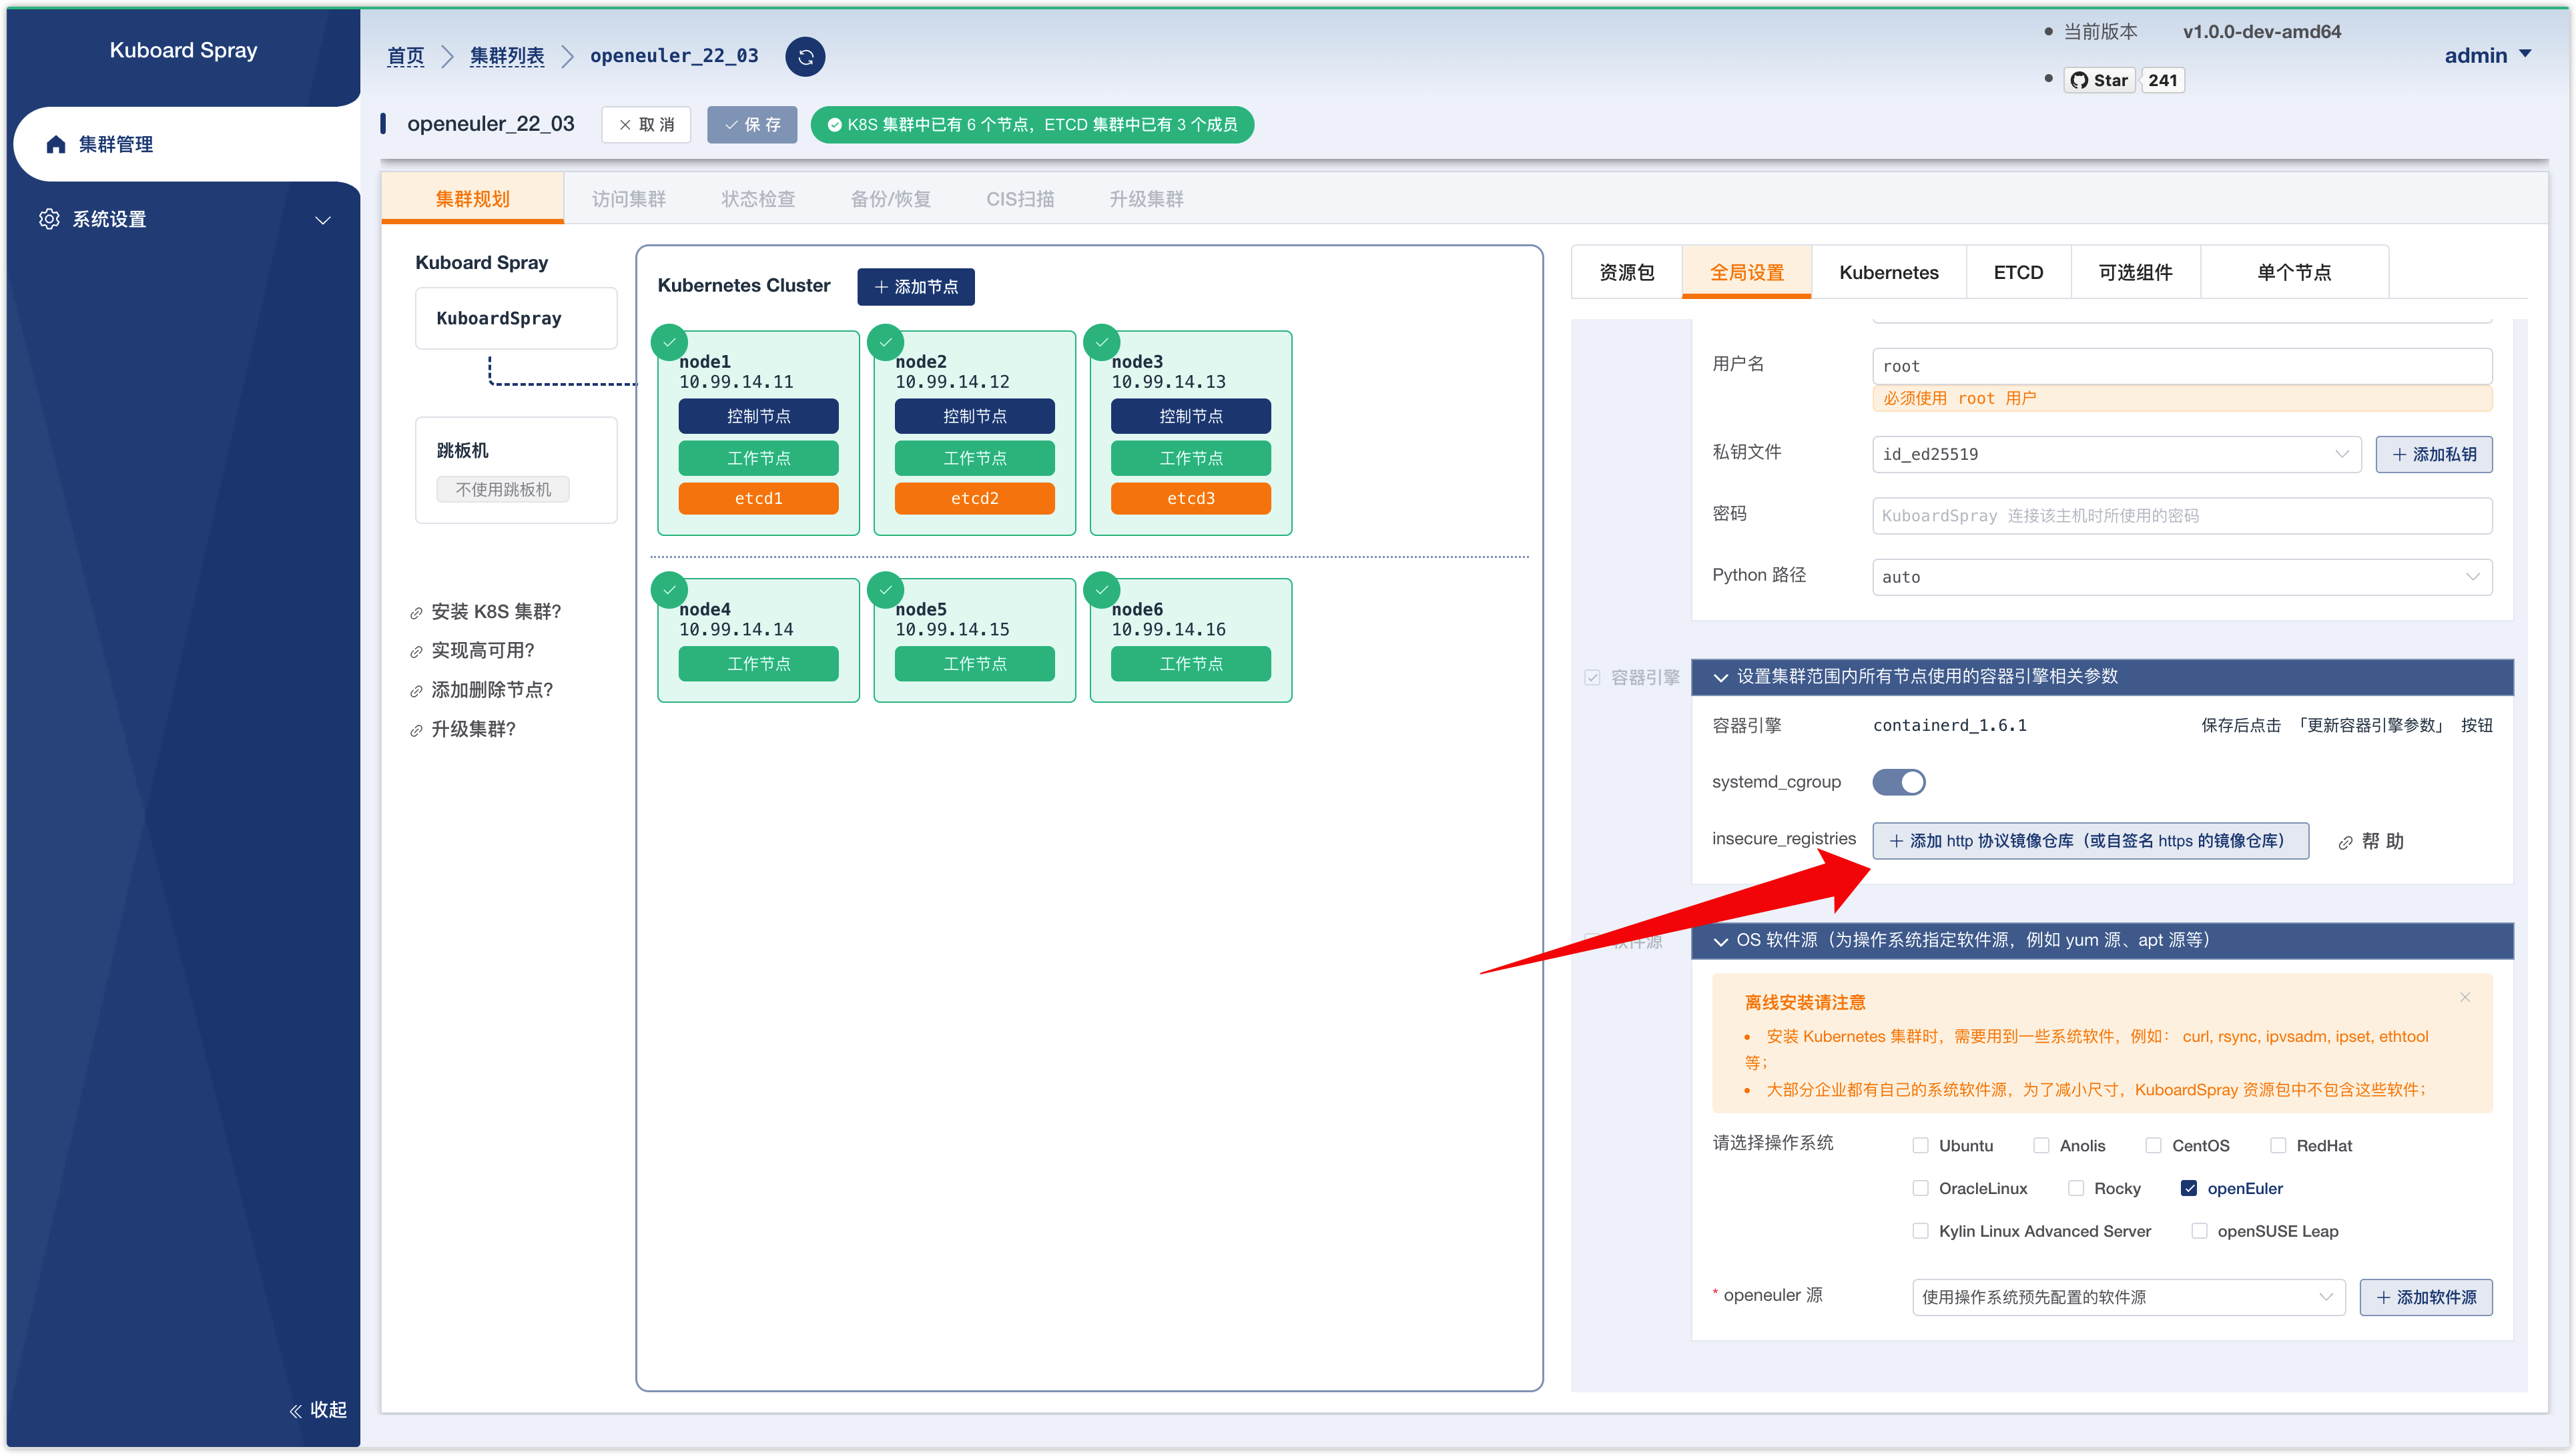 Kuboard Spray
集群管理
系统设置
收起
首页
集群列表
openeuler_22_03
当前版本 v1.0.0-dev-amd64
Star 241
admin
openeuler_22_03
取 消
保 存
K8S 集群中已有 6 个节点，ETCD 集群中已有 3 个成员
集群规划
访问集群
状态检查
备份/恢复
CIS扫描
升级集群
Kuboard Spray
KuboardSpray
跳板机
不使用跳板机
安装 K8S 集群?
实现高可用?
添加删除节点?
升级集群?
Kubernetes Cluster
添加节点
node1
10.99.14.11
控制节点
工作节点
etcd1
node2
10.99.14.12
控制节点
工作节点
etcd2
node3
10.99.14.13
控制节点
工作节点
etcd3
node4
10.99.14.14
工作节点
node5
10.99.14.15
工作节点
node6
10.99.14.16
工作节点
资源包
全局设置
Kubernetes
ETCD
可选组件
单个节点
用户名
root
必须使用 root 用户
私钥文件
id_ed25519
添加私钥
密码
KuboardSpray 连接该主机时所使用的密码
Python 路径
auto
容器引擎
设置集群范围内所有节点使用的容器引擎相关参数
容器引擎
containerd_1.6.1
保存后点击 「更新容器引擎参数」 按钮
systemd_cgroup
insecure_registries
添加 http 协议镜像仓库（或自签名 https 的镜像仓库）
帮 助
软件源
OS 软件源（为操作系统指定软件源，例如 yum 源、apt 源等）
离线安装请注意
安装 Kubernetes 集群时，需要用到一些系统软件，例如： curl, rsync, ipvsadm, ipset, ethtool
等；
大部分企业都有自己的系统软件源，为了减小尺寸，KuboardSpray 资源包中不包含这些软件；
请选择操作系统
Ubuntu
Anolis
CentOS
RedHat
OracleLinux
Rocky
openEuler
Kylin Linux Advanced Server
openSUSE Leap
* openeuler 源
使用操作系统预先配置的软件源
添加软件源